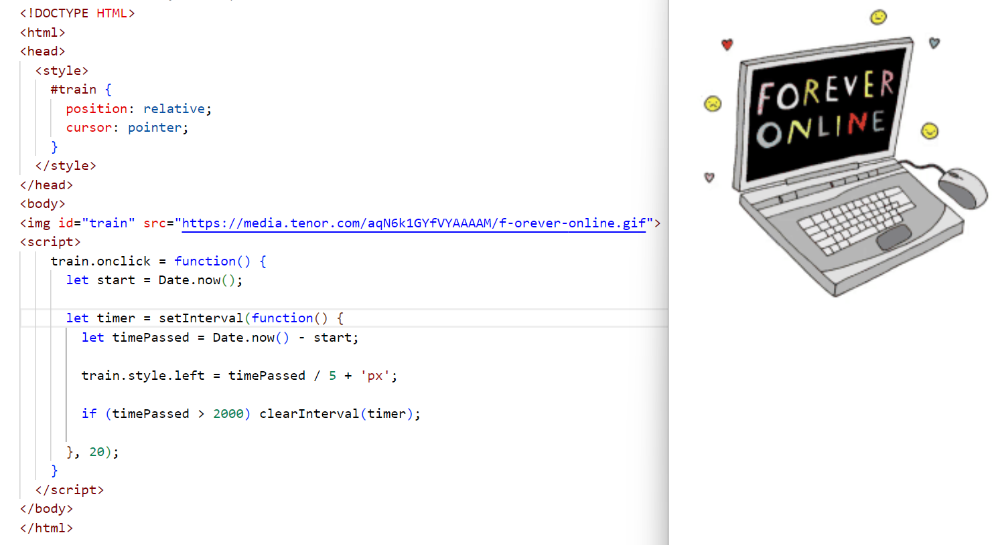 <!DOCTYPE HTML>
<html>
<head>
<style>
#train {
position: relative;
cursor: pointer;
}
</style>
</head>
<body>
<img id="train" src="https://media.tenor.com/aqN6k1GYfVYAAAAM/f-orever-online.gif">
<script>
train.onclick = function() {
let start = Date.now();
let timer = setInterval(function() {
let timePassed = Date.now() - start;
train.style.left = timePassed / 5 + 'px';
if (timePassed > 2000) clearInterval(timer);
}, 20);
}
</script>
</body>
</html>
FOREVER
ONLINE